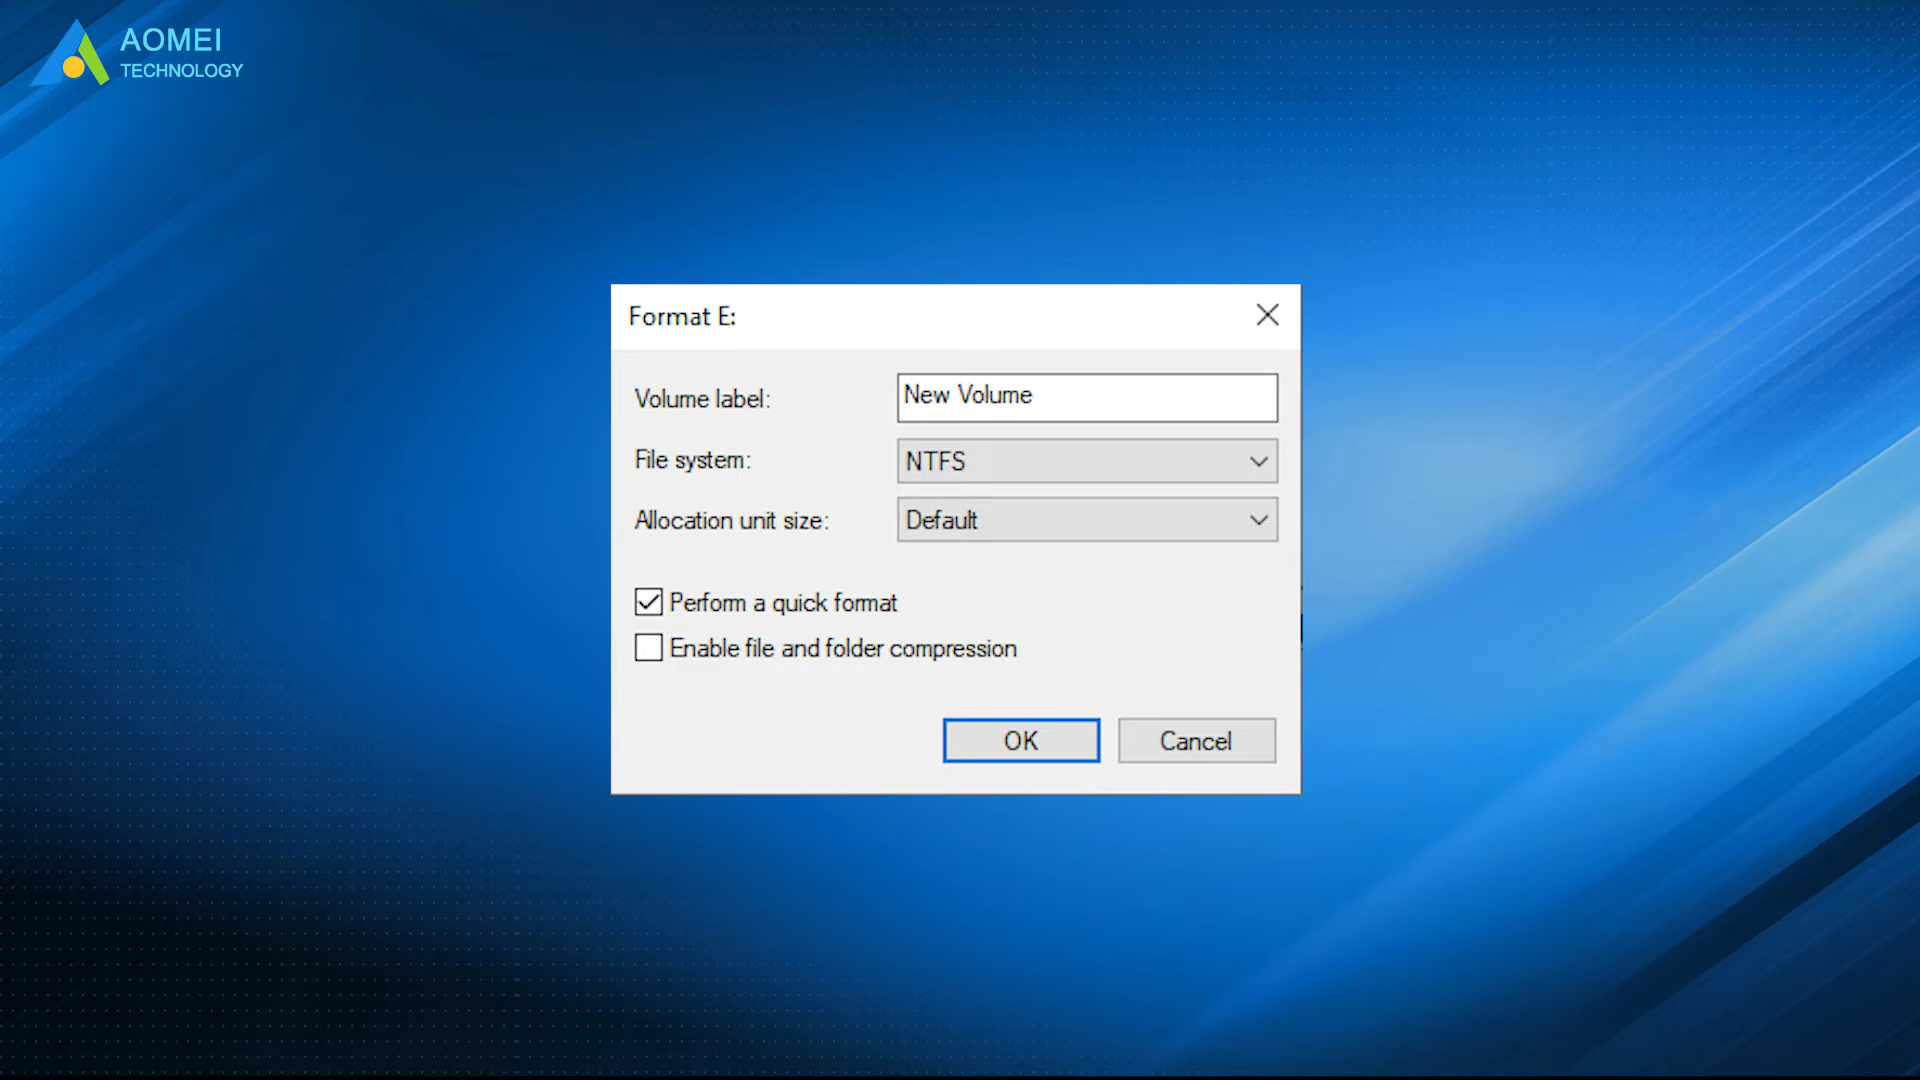 AOMEI
TECHNOLOGY
Format E:
Volume label: New Volume
File system: NTFS
Allocation unit size: Default
Perform a quick format
Enable file and folder compression
OK Cancel